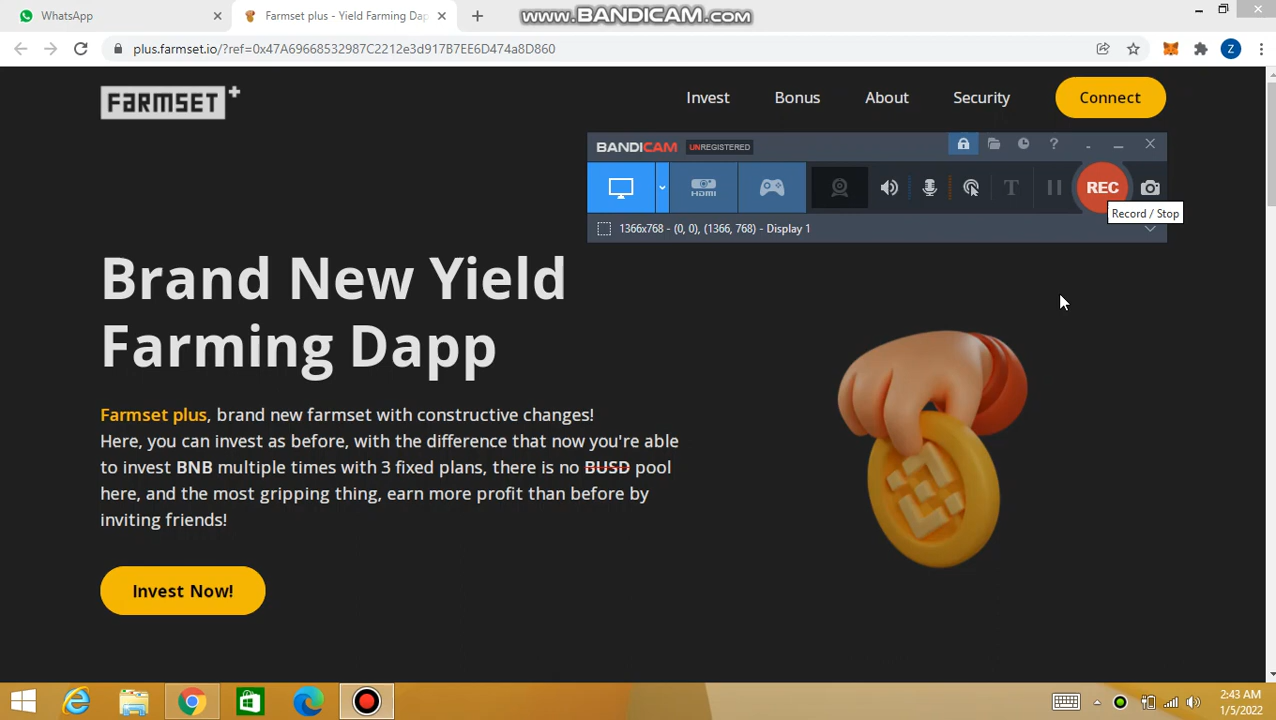 WhatsApp
Farmset plus - Yield Farming Dap
www.BANDICAM.com
plus.farmset.io/?ref=0x47A69668532987C2212e3d917B7EE6D474a8D860
Z
FARMSET+
Invest
Bonus
About
Security
Connect
BANDICAM
UNREGISTERED
?
T
REC
Record / Stop
1366x768 - (0, 0), (1366, 768) - Display 1
Brand New Yield
Farming Dapp
Farmset plus, brand new farmset with constructive changes!
Here, you can invest as before, with the difference that now you're able
to invest BNB multiple times with 3 fixed plans, there is no BUSD pool
here, and the most gripping thing, earn more profit than before by
inviting friends!
Invest Now!
2:43 AM
1/5/2022